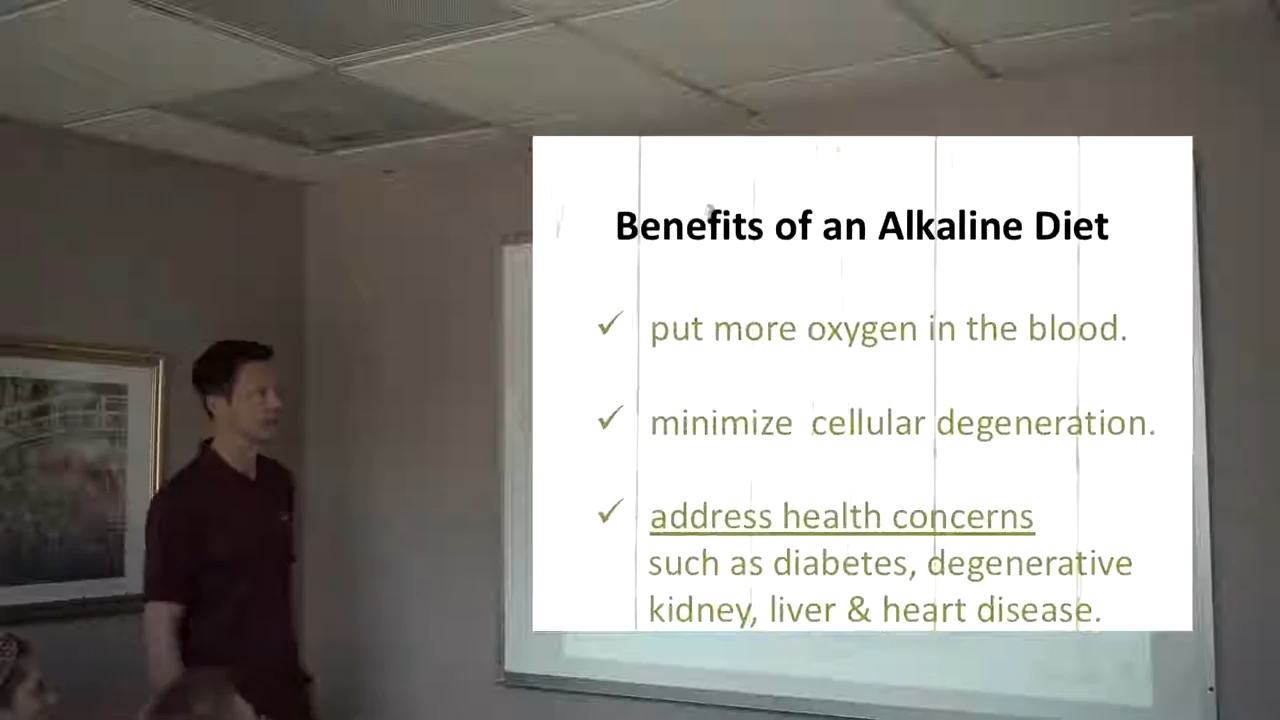 Benefits of an Alkaline Diet
✓ put more oxygen in the blood.
✓ minimize cellular degeneration.
✓ address health concerns
such as diabetes, degenerative
kidney, liver & heart disease.